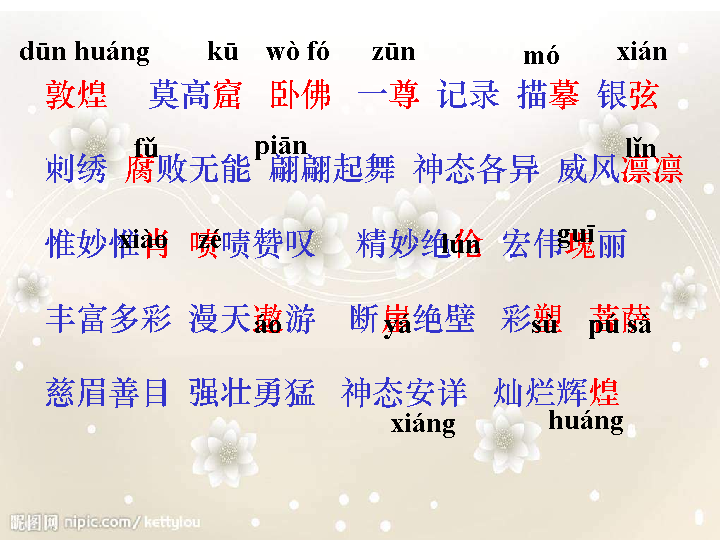 dūn huáng kū wò fó zūn mó xián
敦煌 莫高窟 卧佛 一尊 记录 描摹 银弦
fǔ piān lǐn
刺绣 腐败无能 翩翩起舞 神态各异 威风凛凛
xiào zé lún guī
惟妙惟肖 啧啧赞叹 精妙绝伦 宏伟瑰丽
丰富多彩 漫天遨游 断崖绝壁 彩塑 菩萨
áo yá sù pú sà
慈眉善目 强壮勇猛 神态安详 灿烂辉煌
xiáng huáng
昵图网 nipic.com/kettylou